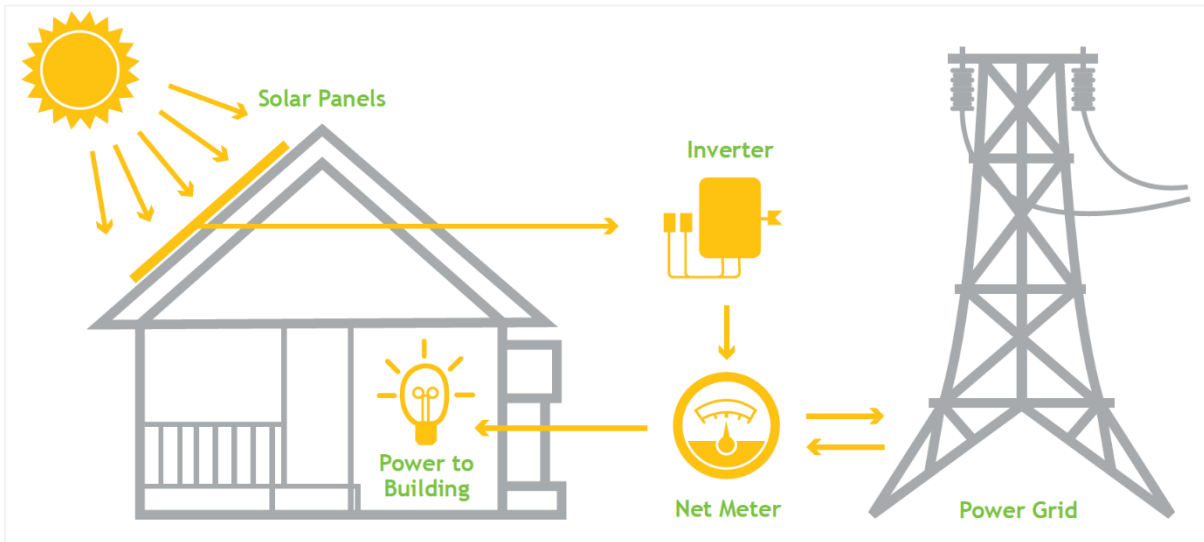 Solar Panels
Inverter
Power to
Building
Net Meter
Power Grid